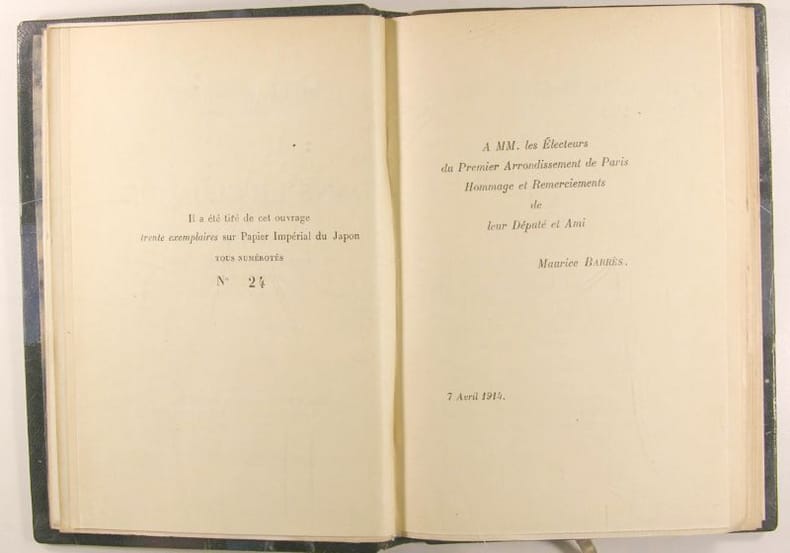 Il a été tiré de cet ouvrage
trente exemplaires sur Papier Impérial du Japon
TOUS NUMÉROTÉS
N° 24
A MM. les Électeurs
du Premier Arrondissement de Paris
Hommage et Remerciements
de
leur Député et Ami
Maurice BARRÈS.
7 Avril 1914.